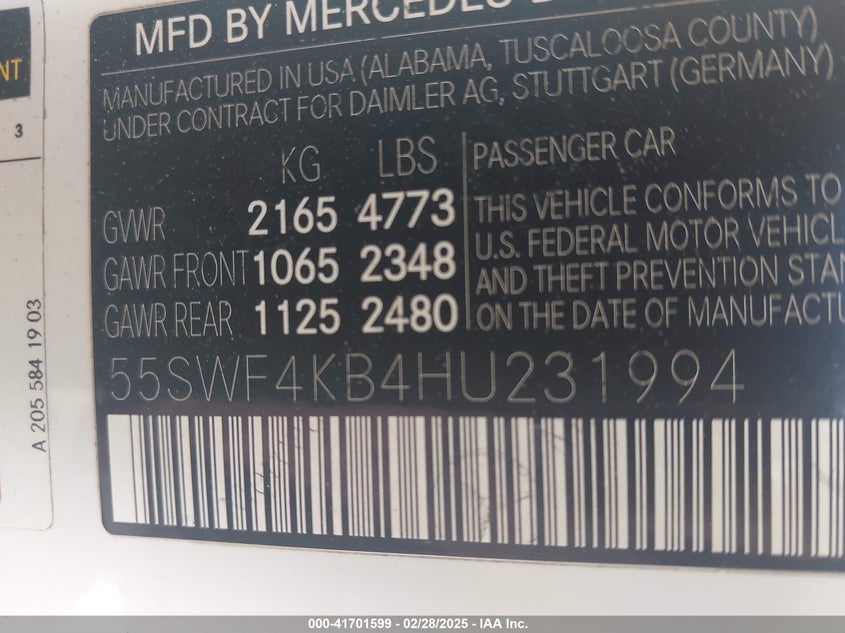 NT
3
A 205 584 19 03
MFD BY MERCEDES
MANUFACTURED IN USA (ALABAMA, TUSCALOOSA COUNTY)
UNDER CONTRACT FOR DAIMLER AG, STUTTGART (GERMANY)
KG LBS PASSENGER CAR
GVWR 2165 4773 THIS VEHICLE CONFORMS TO
GAWR FRONT 1065 2348 U.S. FEDERAL MOTOR VEHICL
GAWR REAR 1125 2480 AND THEFT PREVENTION STAN
ON THE DATE OF MANUFACTU
55SWF4KB4HU231994
000-41701599 - 02/28/2025 - IAA Inc.